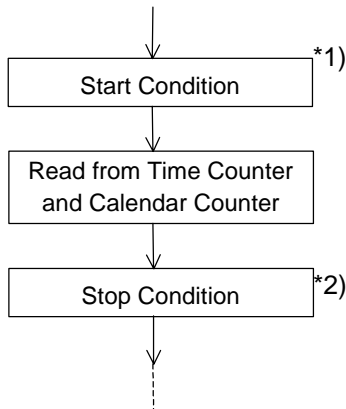 *1)
Start Condition
Read from Time Counter
and Calendar Counter
*2)
Stop Condition